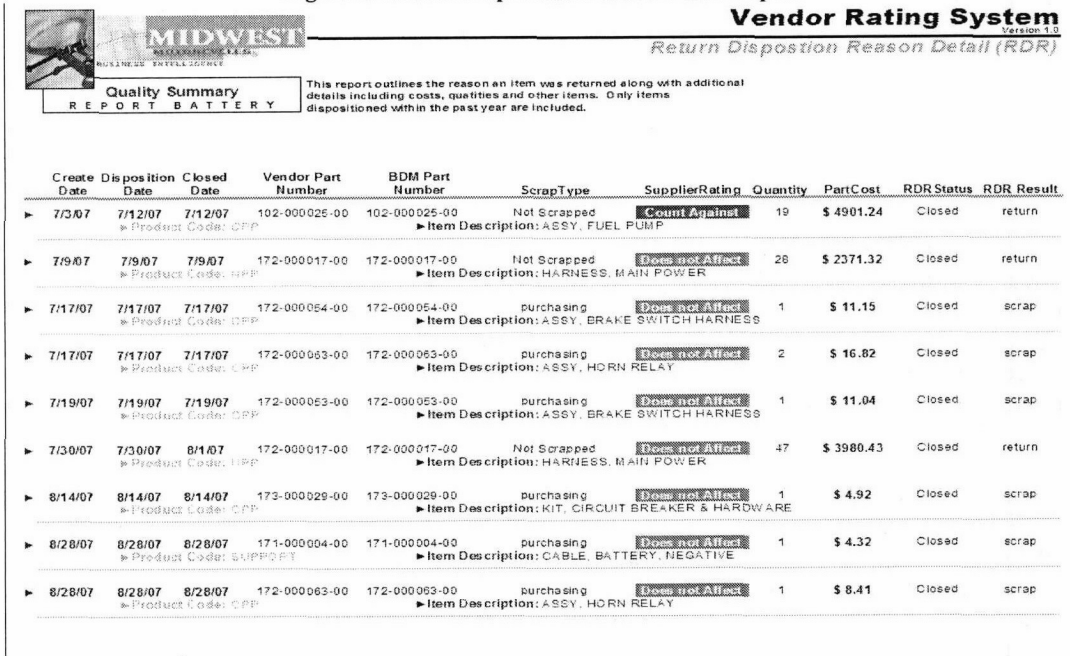 Vendor Rating System
Version 1.0
MIDWEST
MOTORCYCLES
BUSINESS INTELLIGENCE
Return Dispostion Reason Detail (RDR)
Quality Summary
REPORT BATTERY
This report outlines the reason an item was returned along with additional
details including costs, quatities and other items. Only items
dispositioned within the past year are included.
Create Date Disposition Date Closed Date Vendor Part Number BDM Part Number ScrapType SupplierRating Quantity PartCost RDR Status RDR Result
► 7/3/07 7/12/07 7/12/07 102-000025-00 102-000025-00 Not Scrapped Count Against 19 $ 4901.24 Closed return
► Product Code: ►Item Description: ASSY, FUEL PUMP
► 7/9/07 7/9/07 7/9/07 172-000017-00 172-000017-00 Not Scrapped Does not Affect 28 $ 2371.32 Closed return
► Product Code: ►Item Description: HARNESS, MAIN POWER
► 7/17/07 7/17/07 7/17/07 172-000054-00 172-000054-00 purchasing Does not Affect 1 $ 11.15 Closed scrap
► Product Code: ►Item Description: ASSY, BRAKE SWITCH HARNESS
► 7/17/07 7/17/07 7/17/07 172-000063-00 172-000063-00 purchasing Does not Affect 2 $ 16.82 Closed scrap
► Product Code: ►Item Description: ASSY, HORN RELAY
► 7/19/07 7/19/07 7/19/07 172-000053-00 172-000053-00 purchasing Does not Affect 1 $ 11.04 Closed scrap
► Product Code: ►Item Description: ASSY, BRAKE SWITCH HARNESS
► 7/30/07 7/30/07 8/1/07 172-000017-00 172-000017-00 Not Scrapped Does not Affect 47 $ 3980.43 Closed return
► Product Code: ►Item Description: HARNESS, MAIN POWER
► 8/14/07 8/14/07 8/14/07 173-000029-00 173-000029-00 purchasing Does not Affect 1 $ 4.92 Closed scrap
► Product Code: ►Item Description: KIT, CIRCUIT BREAKER & HARDWARE
► 8/28/07 8/28/07 8/28/07 171-000004-00 171-000004-00 purchasing Does not Affect 1 $ 4.32 Closed scrap
► Product Code: SUPPORT ►Item Description: CABLE, BATTERY, NEGATIVE
► 8/28/07 8/28/07 8/28/07 172-000063-00 172-000063-00 purchasing Does not Affect 1 $ 8.41 Closed scrap
► Product Code: ►Item Description: ASSY, HORN RELAY